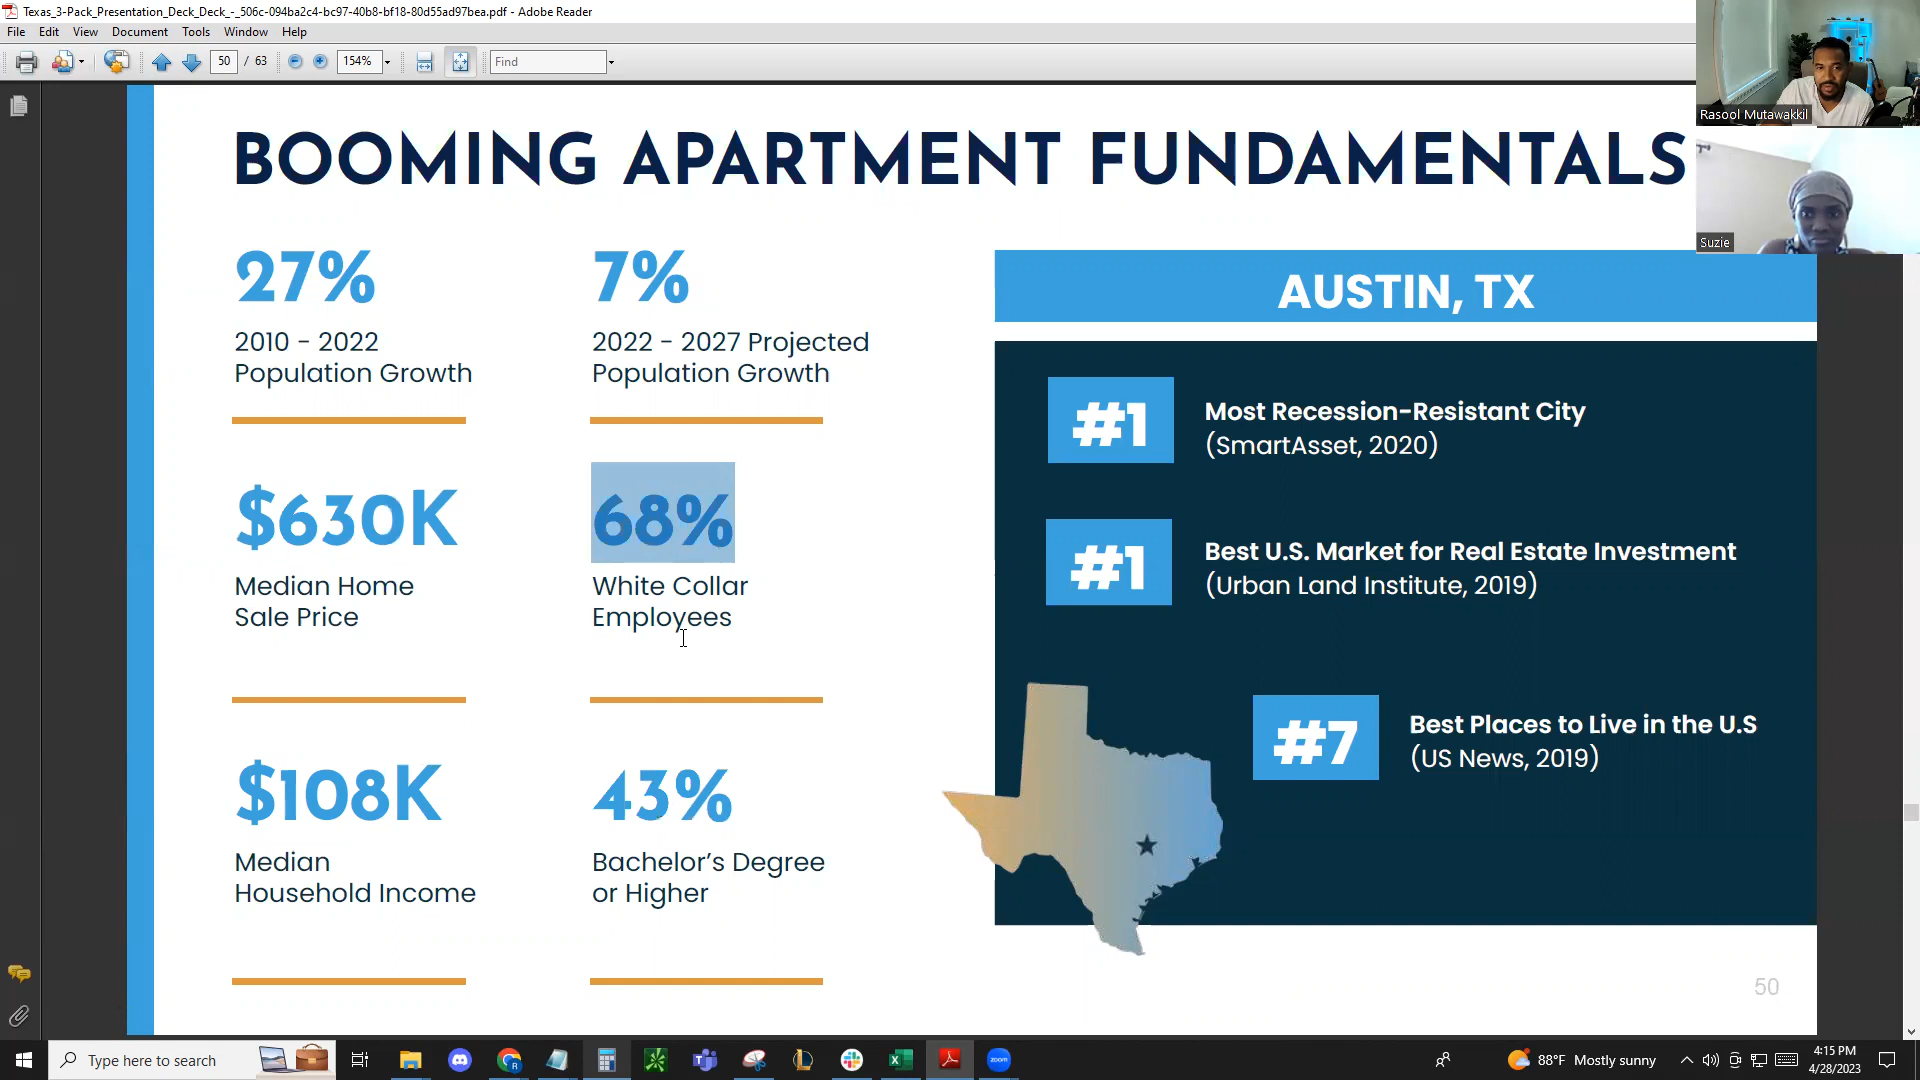 Texas_3-Pack_Presentation_Deck_Deck_-_506c-094ba2c4-bc97-40b8-bf18-80d55ad97bea.pdf - Adobe Reader
File Edit View Document Tools Window Help
50 / 63 154% Find
Rasool Mutawakkil
Suzie
BOOMING APARTMENT FUNDAMENTALS
27%
2010 - 2022
Population Growth
7%
2022 - 2027 Projected
Population Growth
$630K
Median Home
Sale Price
68%
White Collar
Employees
$108K
Median
Household Income
43%
Bachelor's Degree
or Higher
AUSTIN, TX
#1
Most Recession-Resistant City
(SmartAsset, 2020)
#1
Best U.S. Market for Real Estate Investment
(Urban Land Institute, 2019)
#7
Best Places to Live in the U.S
(US News, 2019)
50
Type here to search
zoom
88°F Mostly sunny
4:15 PM
4/28/2023